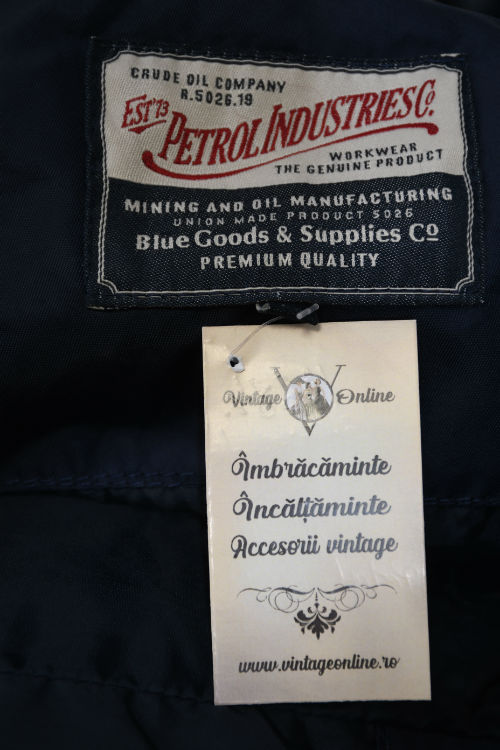 CRUDE OIL COMPANY
R.5026.19
EST'73
PETROL INDUSTRIES Co.
WORKWEAR
THE GENUINE PRODUCT
MINING AND OIL MANUFACTURING
UNION MADE PRODUCT 5026
Blue Goods & Supplies Co
PREMIUM QUALITY
Vintage V Online
Îmbrăcăminte
Încălțăminte
Accesorii vintage
www.vintageonline.ro